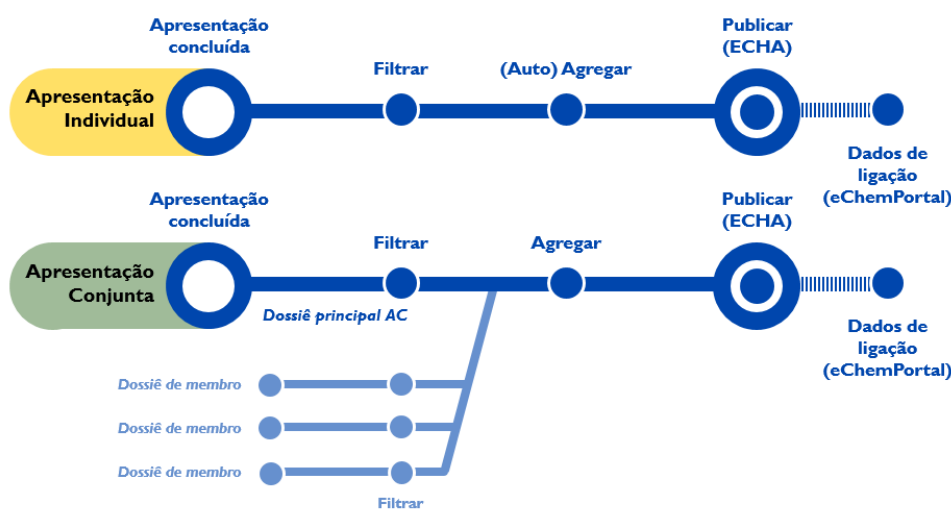 Apresentação
concluída
Filtrar
(Auto) Agregar
Publicar
(ECHA)
Apresentação
Individual
Dados de
ligação
(eChemPortal)
Apresentação
concluída
Filtrar
Agregar
Publicar
(ECHA)
Apresentação
Conjunta
Dossiê principal AC
Dados de
ligação
(eChemPortal)
Dossiê de membro
Dossiê de membro
Dossiê de membro
Filtrar